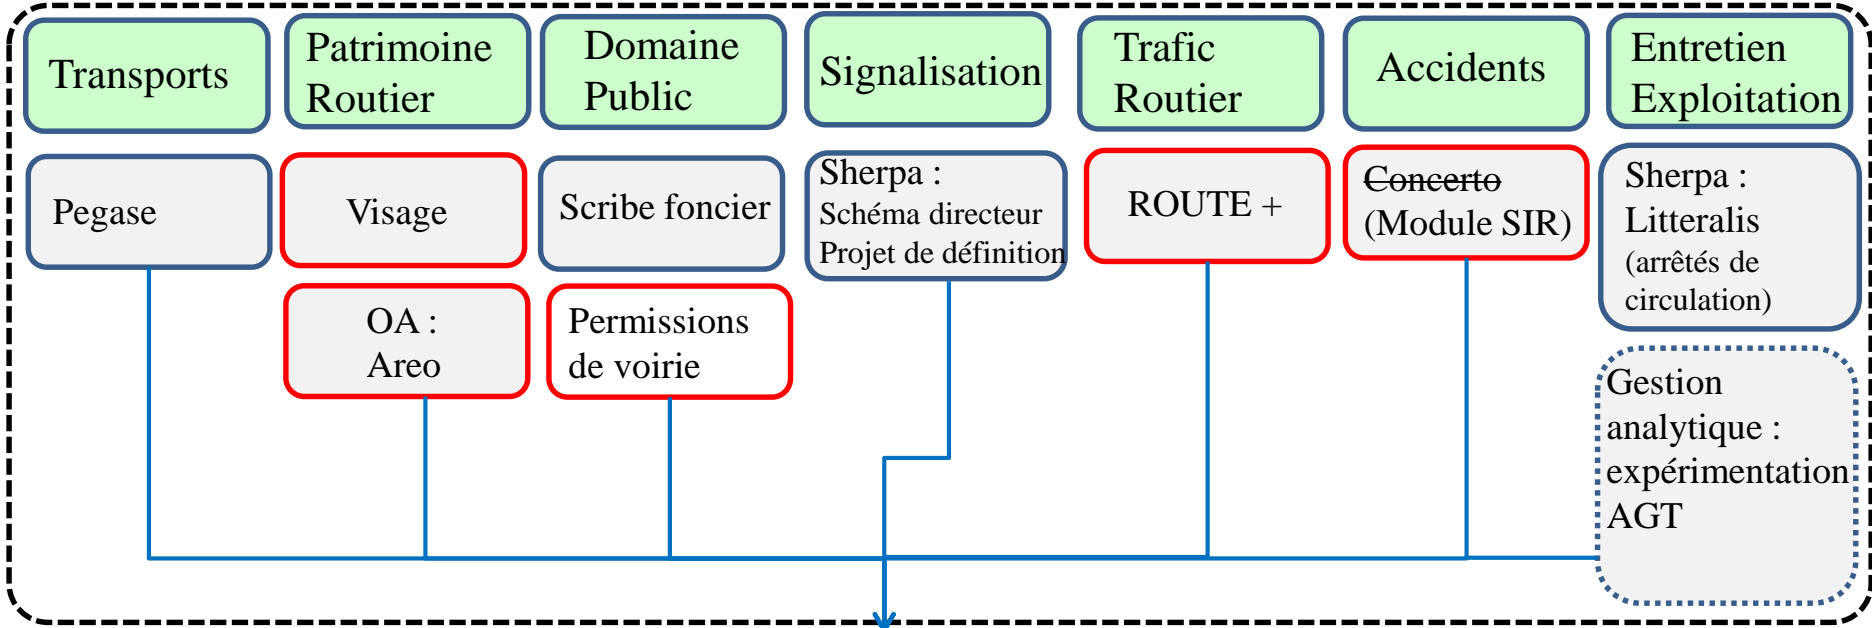 Transports
Patrimoine
Routier
Domaine
Public
Signalisation
Trafic
Routier
Accidents
Entretien
Exploitation
Pegase
Visage
Scribe foncier
Sherpa :
Schéma directeur
Projet de définition
ROUTE +
Concerto
(Module SIR)
Sherpa :
Litteralis
(arrêtés de
circulation)
OA :
Areo
Permissions
de voirie
Gestion
analytique :
expérimentation
AGT